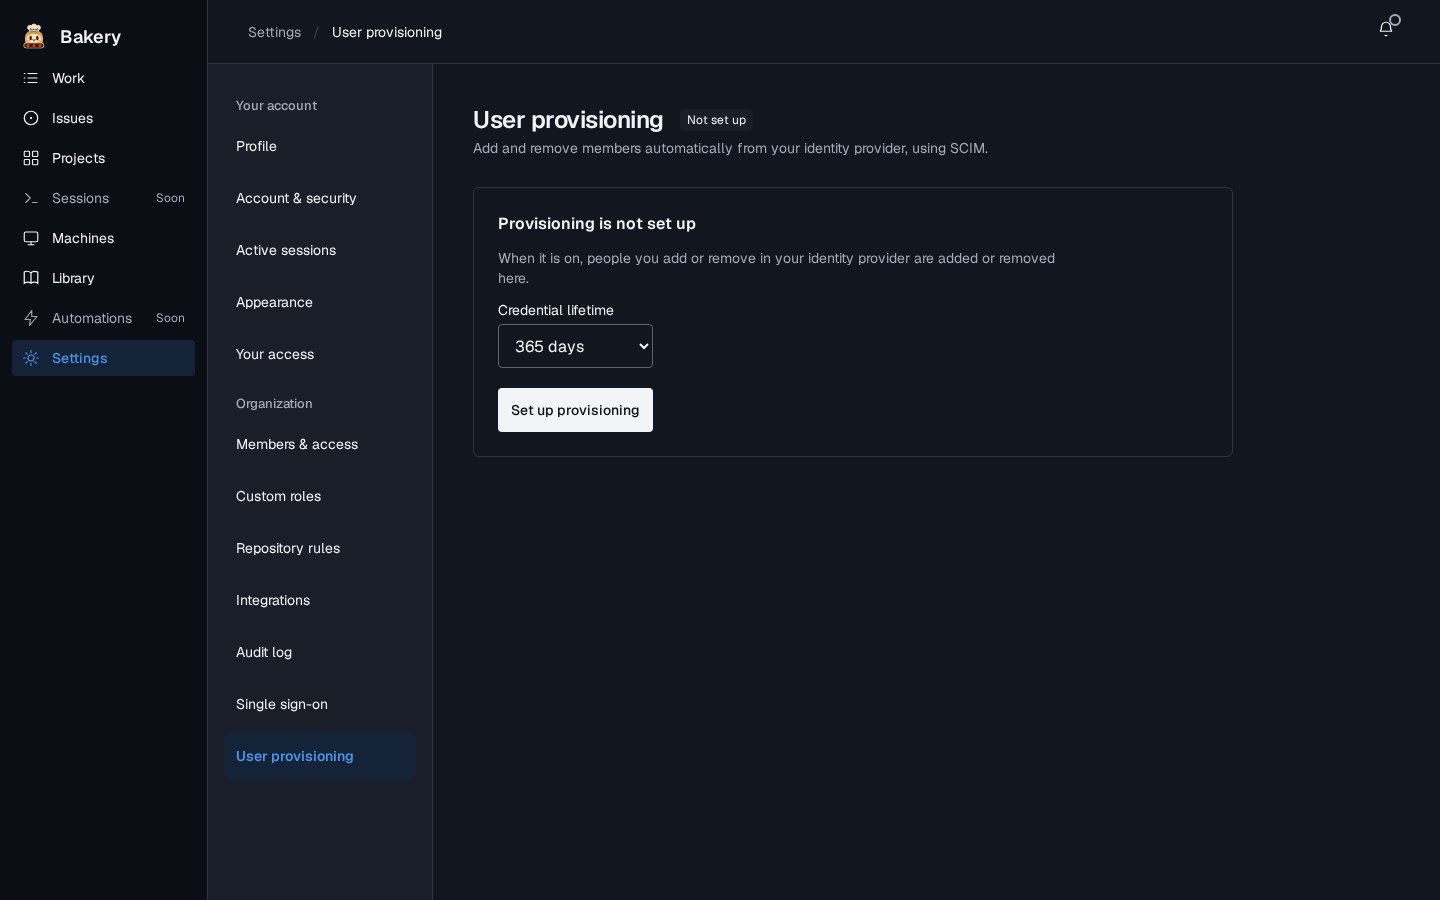 Bakery
Work
Issues
Projects
Sessions Soon
Machines
Library
Automations Soon
Settings
Settings / User provisioning
Your account
Profile
Account & security
Active sessions
Appearance
Your access
Organization
Members & access
Custom roles
Repository rules
Integrations
Audit log
Single sign-on
User provisioning
User provisioning Not set up
Add and remove members automatically from your identity provider, using SCIM.
Provisioning is not set up
When it is on, people you add or remove in your identity provider are added or removed
here.
Credential lifetime
365 days
Set up provisioning